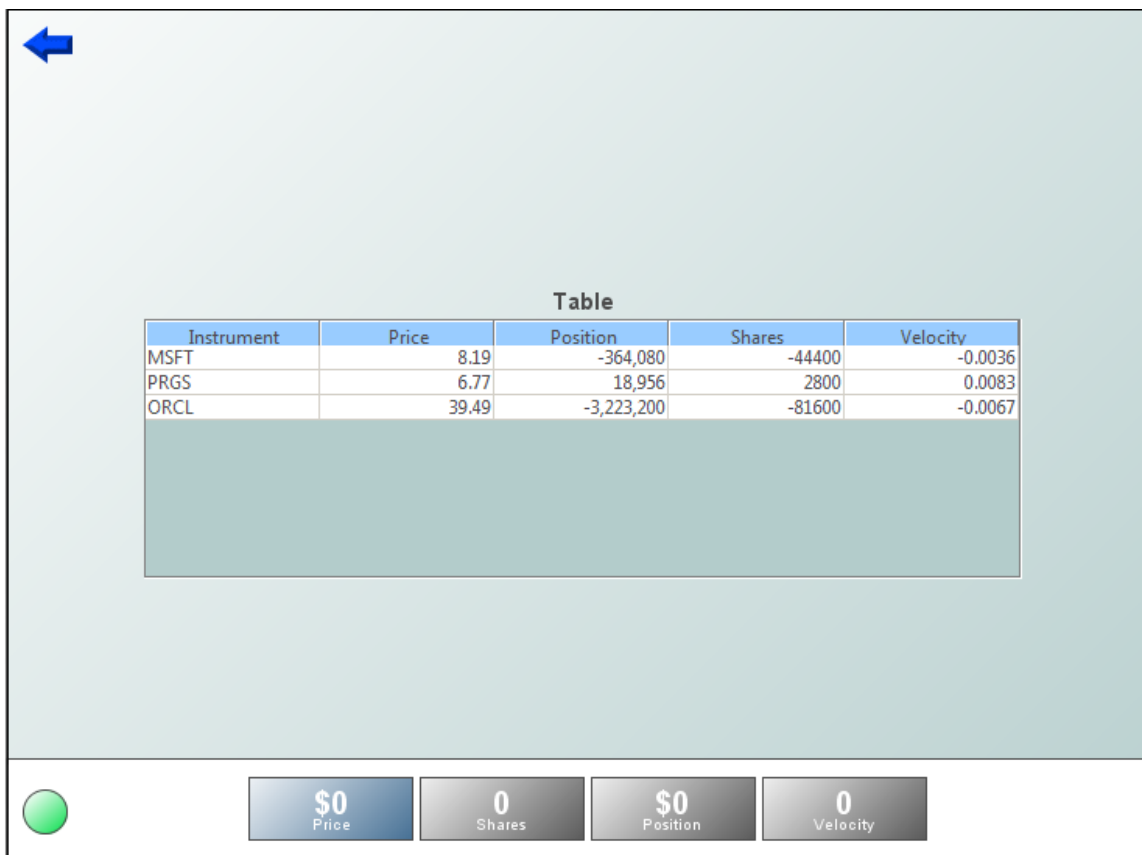 Table
Instrument Price Position Shares Velocity
MSFT 8.19 -364,080 -44400 -0.0036
PRGS 6.77 18,956 2800 0.0083
ORCL 39.49 -3,223,200 -81600 -0.0067
$0 0 $0 0
Price Shares Position Velocity